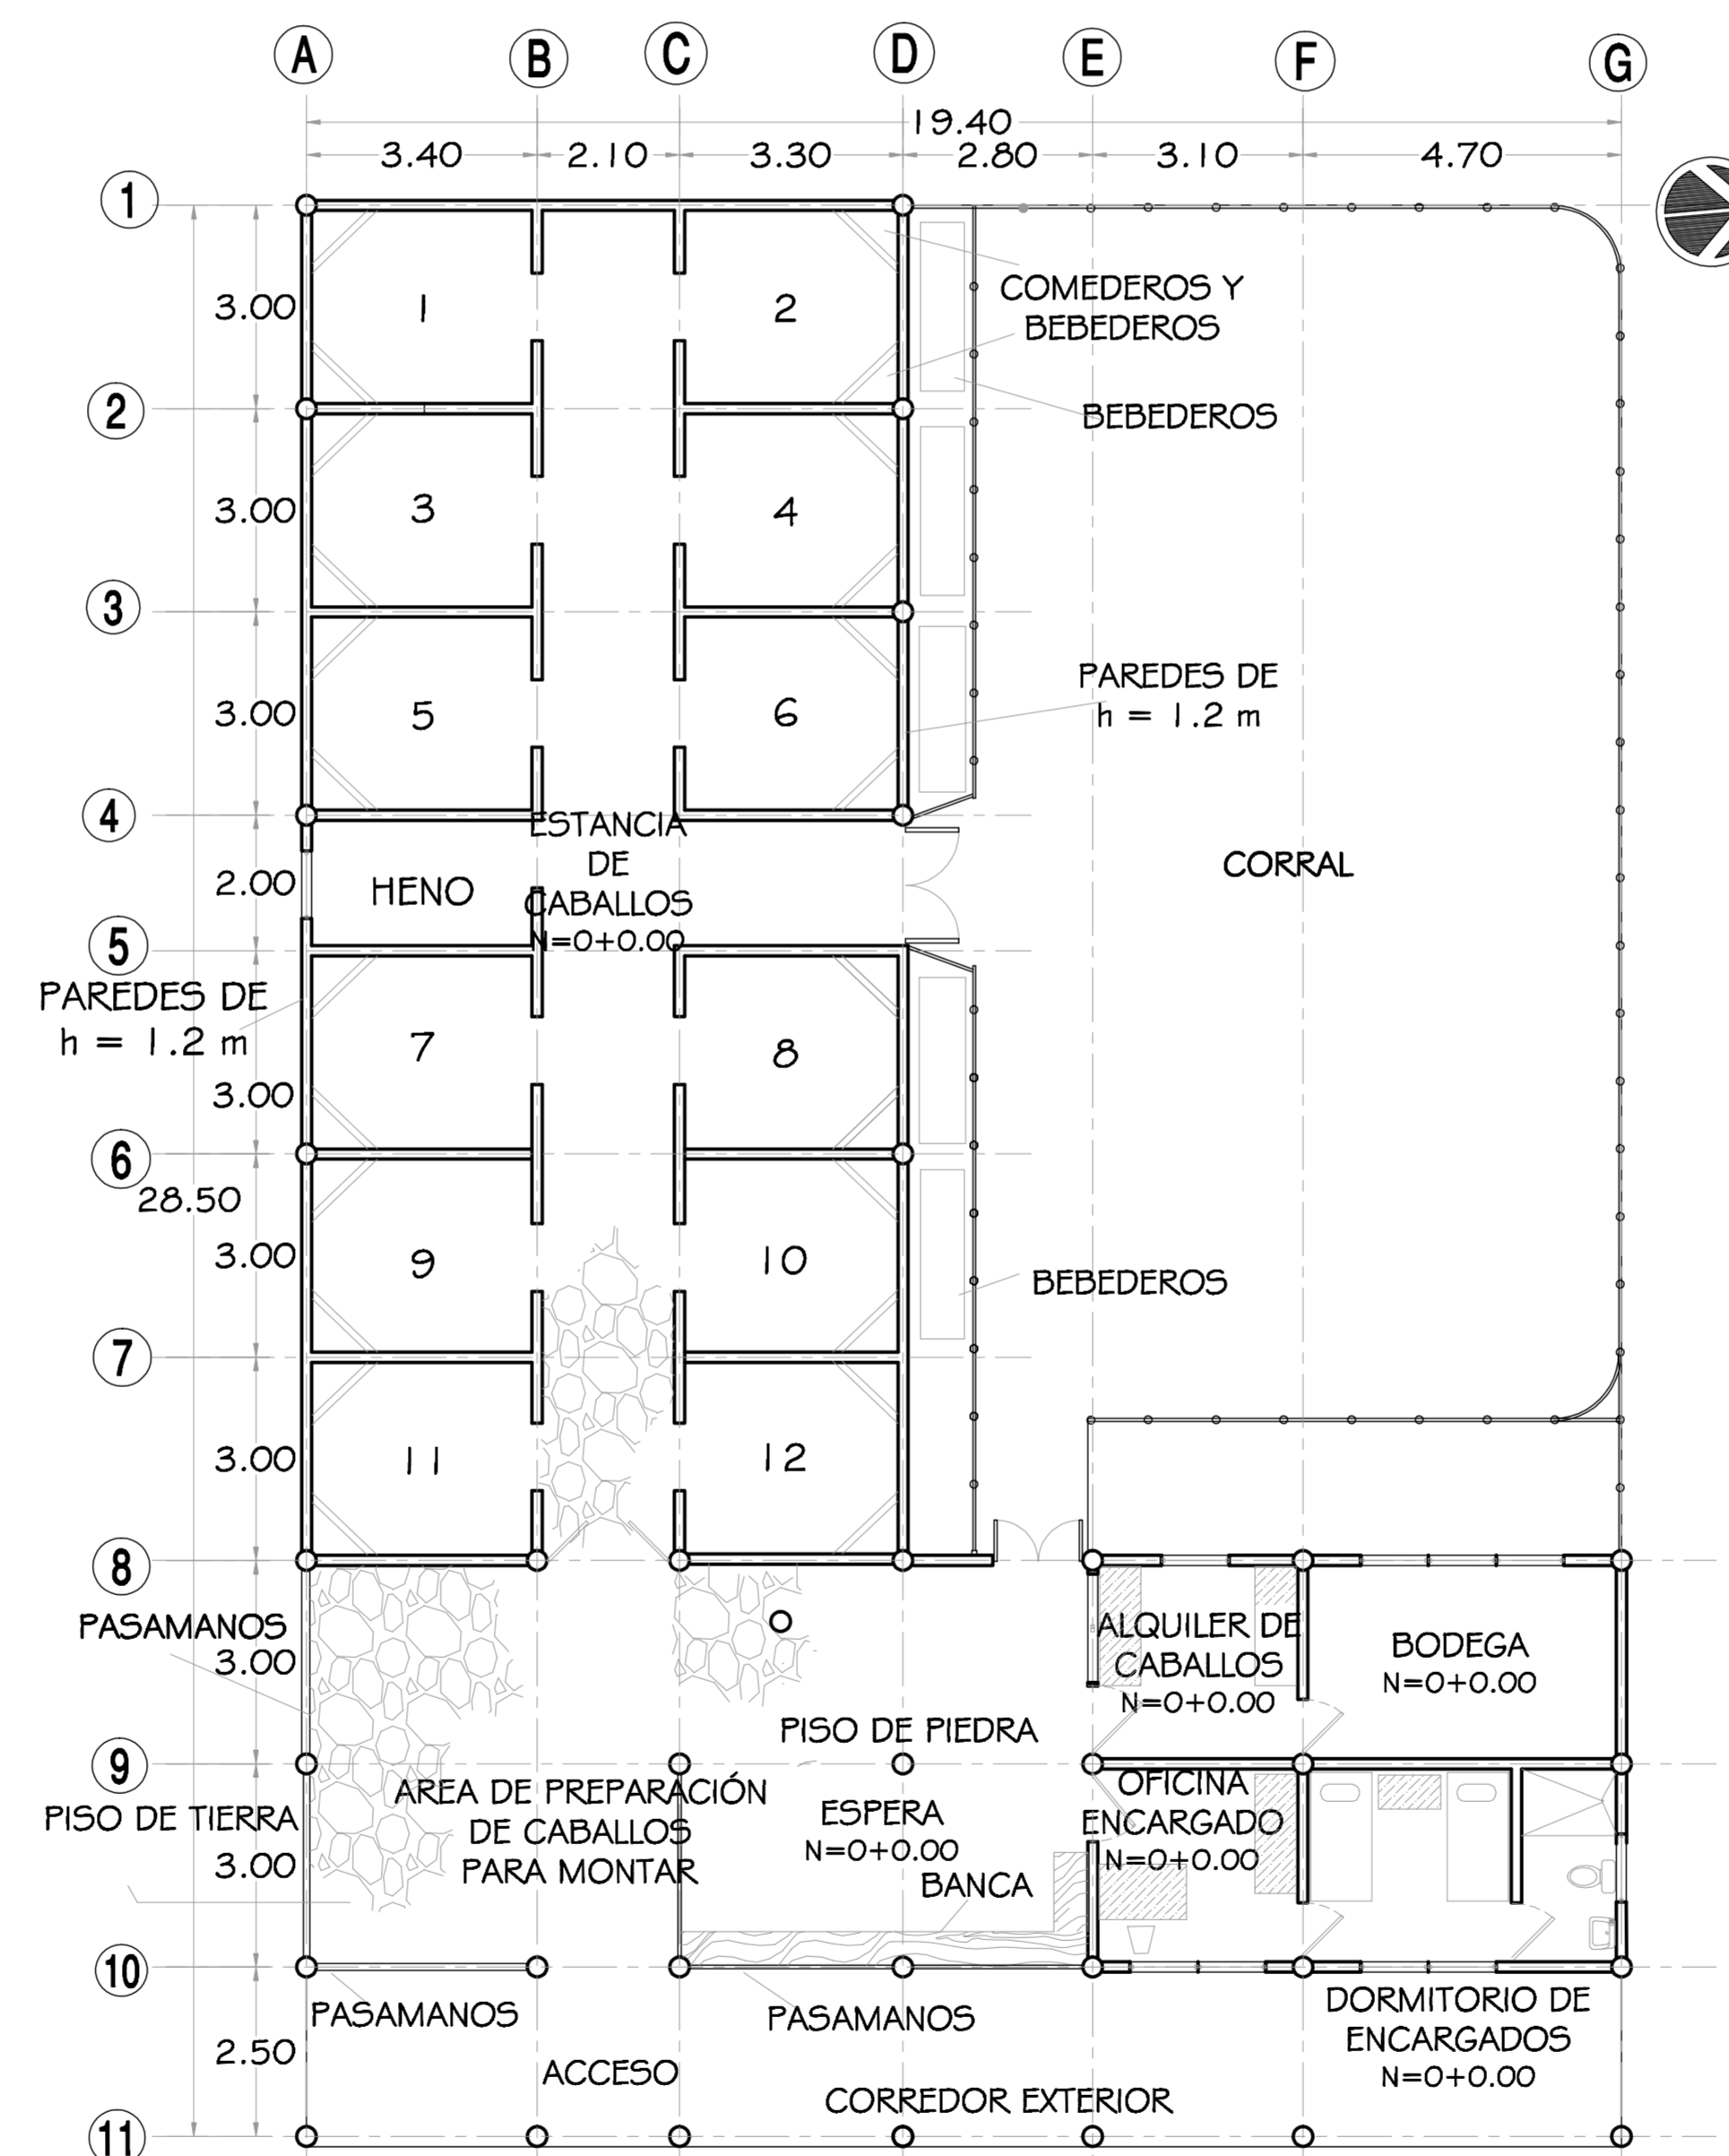 A B C D E F G
19.40
3.40 2.10 3.30 2.80 3.10 4.70
1
3.00
1
2
COMEDEROS Y
BEBEDEROS
2
BEBEDEROS
3.00
3
4
3
3.00
5
6
PAREDES DE
h = 1.2 m
4
2.00
HENO
ESTANCIA
DE
CABALLOS
N=0+0.00
CORRAL
5
PAREDES DE
h = 1.2 m
7
8
3.00
6
28.50
3.00
9
10
BEBEDEROS
7
3.00
11
12
8
PASAMANOS
3.00
ALQUILER DE
CABALLOS
N=0+0.00
BODEGA
N=0+0.00
PISO DE PIEDRA
9
PISO DE TIERRA
3.00
AREA DE PREPARACIÓN
DE CABALLOS
PARA MONTAR
ESPERA
N=0+0.00
BANCA
OFICINA
ENCARGADO
N=0+0.00
10
PASAMANOS
PASAMANOS
DORMITORIO DE
ENCARGADOS
N=0+0.00
2.50
ACCESO
CORREDOR EXTERIOR
11